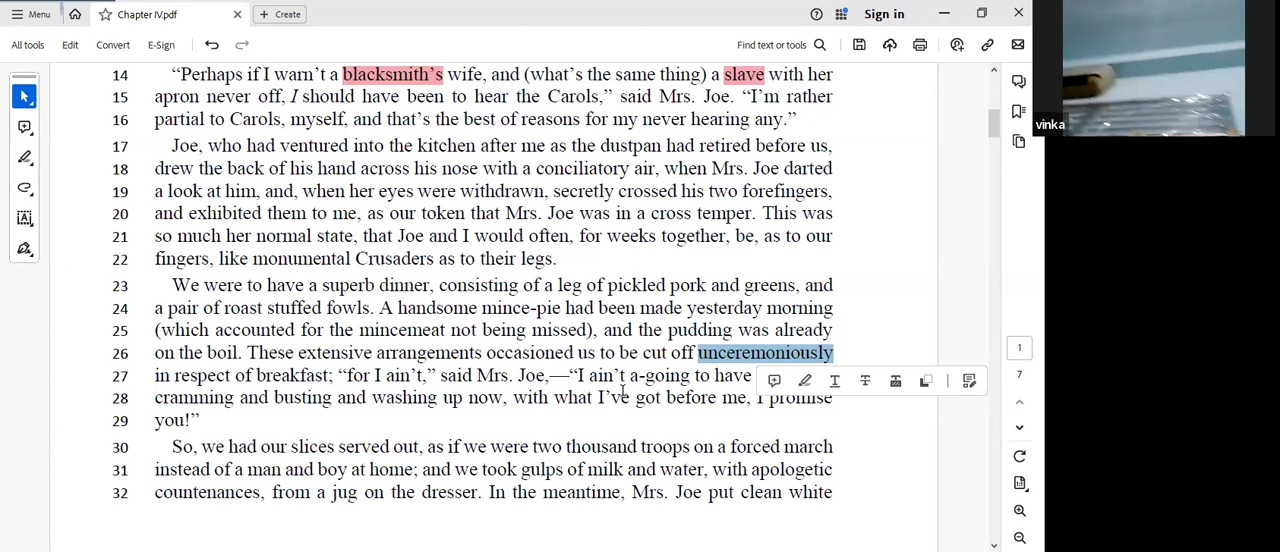 Menu Chapter IV.pdf Create Sign in
All tools Edit Convert E-Sign Find text or tools
14 “Perhaps if I warn’t a blacksmith’s wife, and (what’s the same thing) a slave with her
15 apron never off, I should have been to hear the Carols,” said Mrs. Joe. “I’m rather
16 partial to Carols, myself, and that’s the best of reasons for my never hearing any.”
17 Joe, who had ventured into the kitchen after me as the dustpan had retired before us,
18 drew the back of his hand across his nose with a conciliatory air, when Mrs. Joe darted
19 a look at him, and, when her eyes were withdrawn, secretly crossed his two forefingers,
20 and exhibited them to me, as our token that Mrs. Joe was in a cross temper. This was
21 so much her normal state, that Joe and I would often, for weeks together, be, as to our
22 fingers, like monumental Crusaders as to their legs.
23 We were to have a superb dinner, consisting of a leg of pickled pork and greens, and
24 a pair of roast stuffed fowls. A handsome mince-pie had been made yesterday morning
25 (which accounted for the mincemeat not being missed), and the pudding was already
26 on the boil. These extensive arrangements occasioned us to be cut off unceremoniously
27 in respect of breakfast; “for I ain’t,” said Mrs. Joe,—“I ain’t a-going to have
28 cramming and busting and washing up now, with what I’ve got before me, I promise
29 you!”
30 So, we had our slices served out, as if we were two thousand troops on a forced march
31 instead of a man and boy at home; and we took gulps of milk and water, with apologetic
32 countenances, from a jug on the dresser. In the meantime, Mrs. Joe put clean white
1
7
vinka